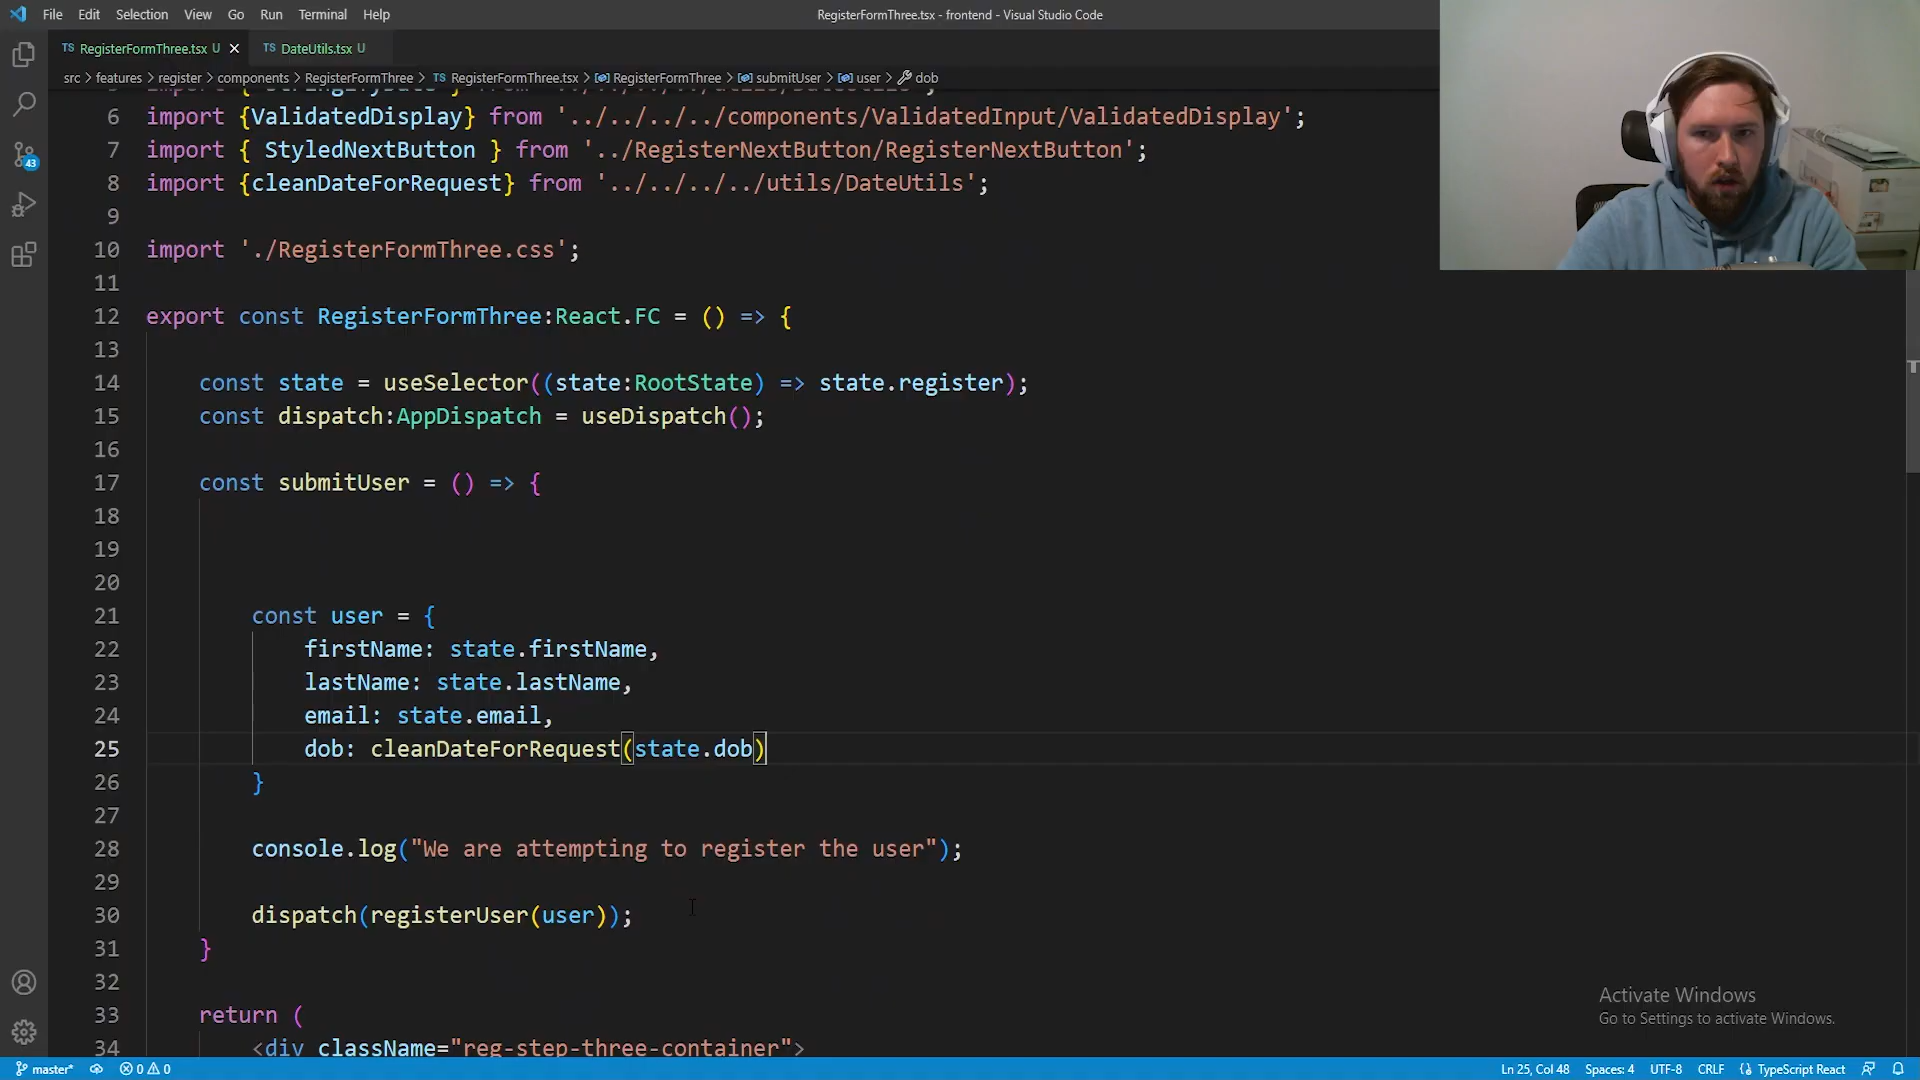 File Edit Selection View Go Run Terminal Help
RegisterFormThree.tsx - frontend - Visual Studio Code
TS RegisterFormThree.tsx U TS DateUtils.tsx U
src > features > register > components > RegisterFormThree > TS RegisterFormThree.tsx > RegisterFormThree > submitUser > user > dob
6 import {ValidatedDisplay} from '../../../../components/ValidatedInput/ValidatedDisplay';
7 import { StyledNextButton } from '../RegisterNextButton/RegisterNextButton';
8 import {cleanDateForRequest} from '../../../../utils/DateUtils';
9
10 import './RegisterFormThree.css';
11
12 export const RegisterFormThree:React.FC = () => {
13
14 const state = useSelector((state:RootState) => state.register);
15 const dispatch:AppDispatch = useDispatch();
16
17 const submitUser = () => {
18
19
20
21 const user = {
22 firstName: state.firstName,
23 lastName: state.lastName,
24 email: state.email,
25 dob: cleanDateForRequest(state.dob)
26 }
27
28 console.log("We are attempting to register the user");
29
30 dispatch(registerUser(user));
31 }
32
33 return (
34 <div className="reg-step-three-container">
43
Activate Windows
Go to Settings to activate Windows.
master* 0 0 Ln 25, Col 48 Spaces: 4 UTF-8 CRLF TypeScript React